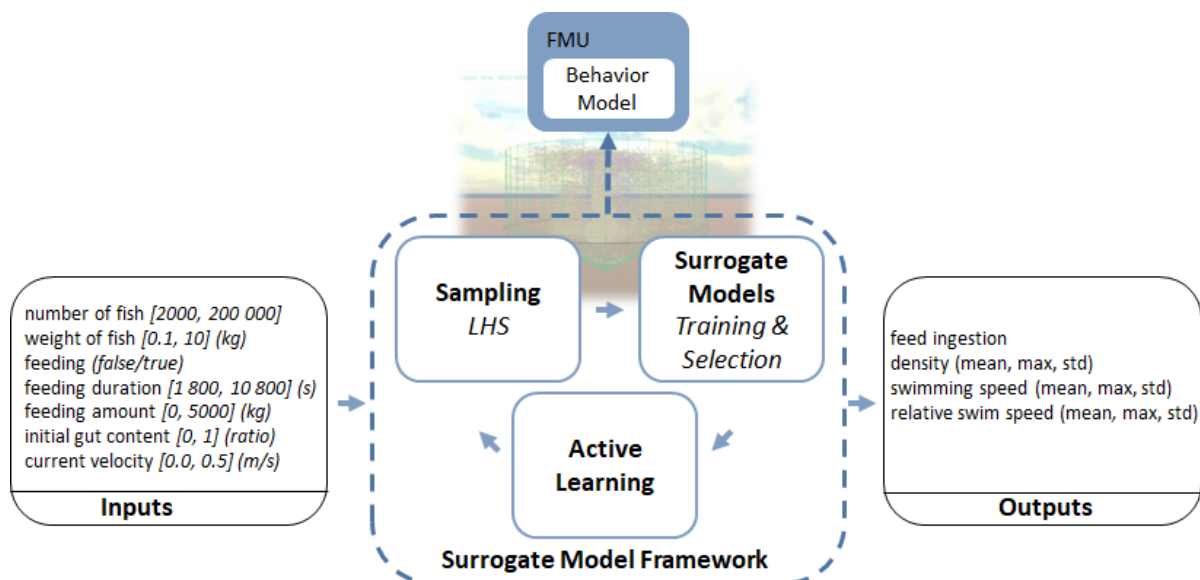 FMU
Behavior
Model
Sampling
LHS
Surrogate
Models
Training &
Selection
Active
Learning
Surrogate Model Framework
number of fish [2000, 200 000]
weight of fish [0.1, 10] (kg)
feeding (false/true)
feeding duration [1 800, 10 800] (s)
feeding amount [0, 5000] (kg)
initial gut content [0, 1] (ratio)
current velocity [0.0, 0.5] (m/s)
Inputs
feed ingestion
density (mean, max, std)
swimming speed (mean, max, std)
relative swim speed (mean, max, std)
Outputs